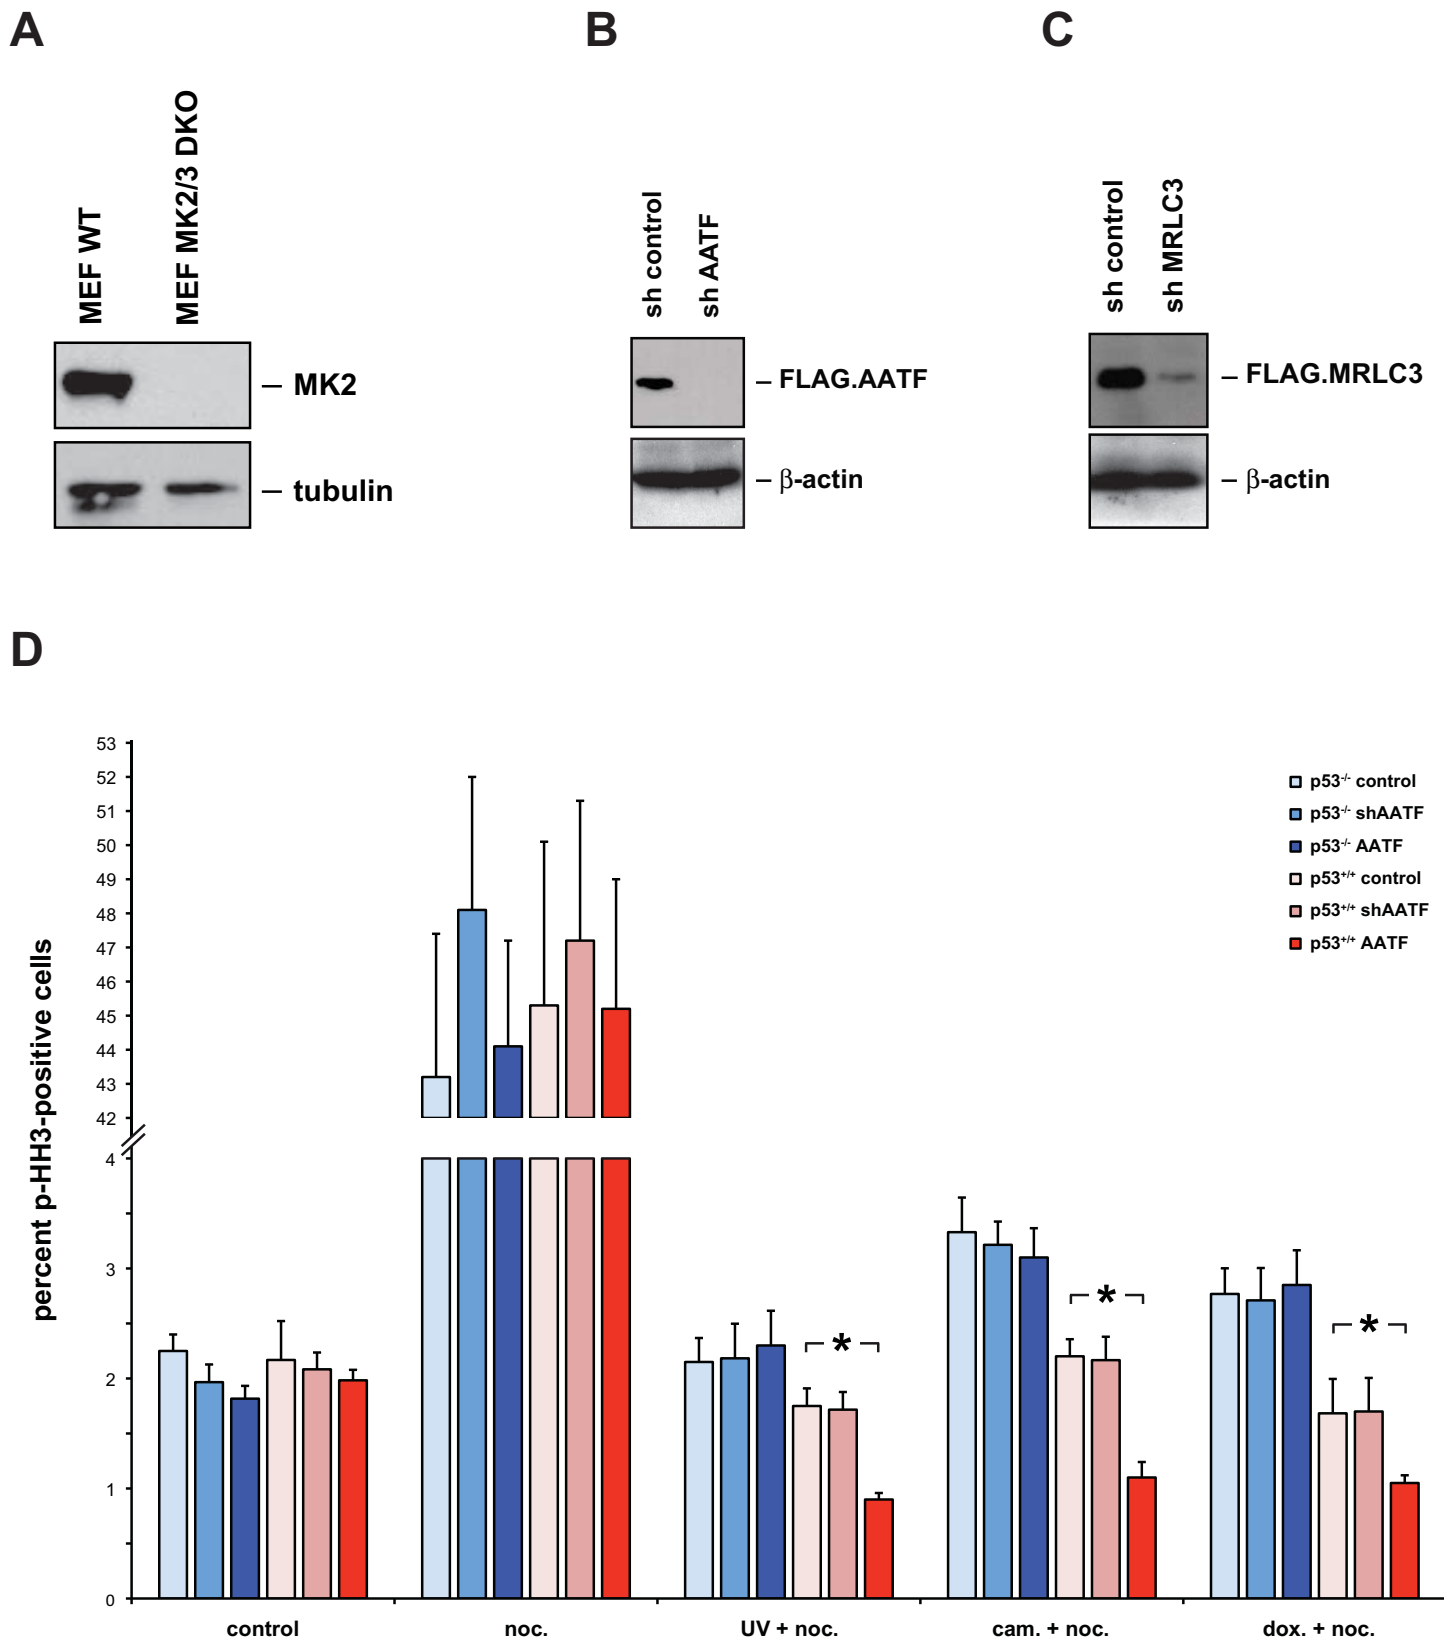 A
B
C
MEF WT
MEF MK2/3 DKO
sh control
sh AATF
sh control
sh MRLC3
– MK2
– tubulin
– FLAG.AATF
– β-actin
– FLAG.MRLC3
– β-actin
D
percent p-HH3-positive cells
53
52
51
50
49
48
47
46
45
44
43
42
4
3
2
1
0
p53-/- control
p53-/- shAATF
p53-/- AATF
p53+/+ control
p53+/+ shAATF
p53+/+ AATF
*
*
*
control
noc.
UV + noc.
cam. + noc.
dox. + noc.